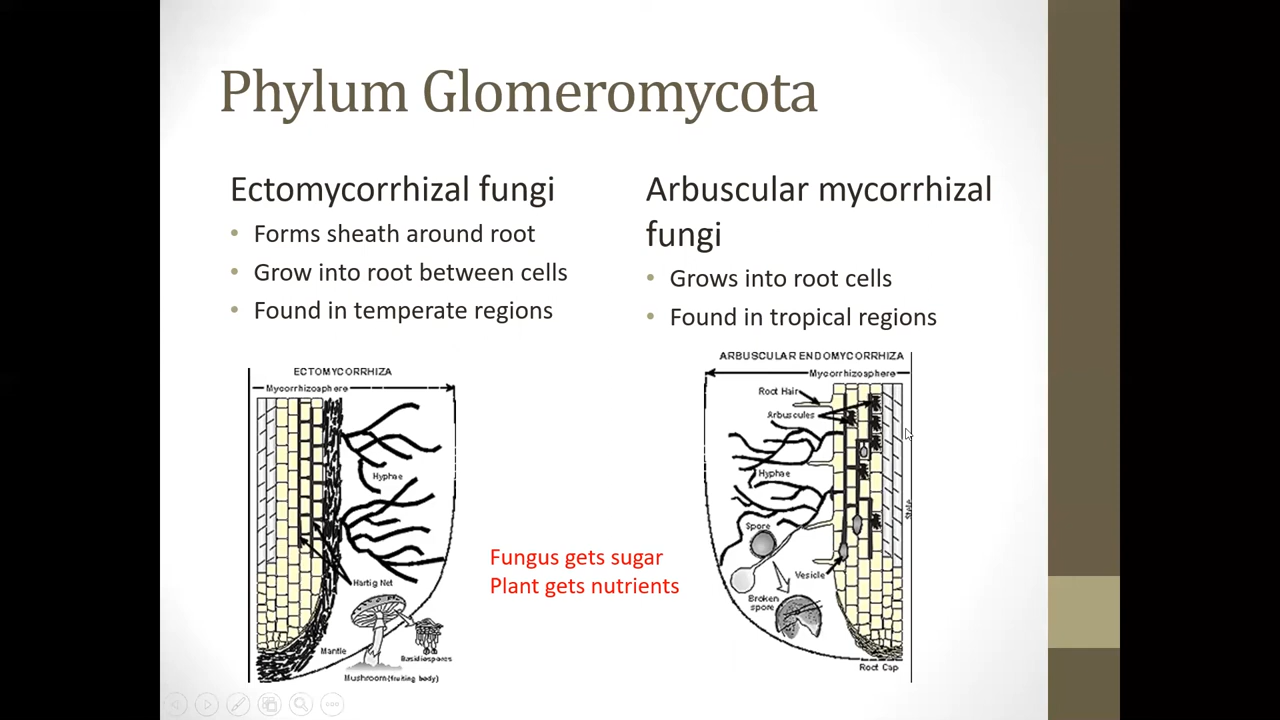 Phylum Glomeromycota
Ectomycorrhizal fungi
• Forms sheath around root
• Grow into root between cells
• Found in temperate regions
Arbuscular mycorrhizal
fungi
• Grows into root cells
• Found in tropical regions
ECTOMYCORRHIZA
Mycorrhizosphere
Hyphae
Hartig Net
Mantle
Basidiospores
Mushroom (fruiting body)
Fungus gets sugar
Plant gets nutrients
ARBUSCULAR ENDOMYCORRHIZA
Mycorrhizosphere
Root Hair
Arbuscules
Hyphae
Stele
Spore
Vesicle
Broken
spore
Root Cap